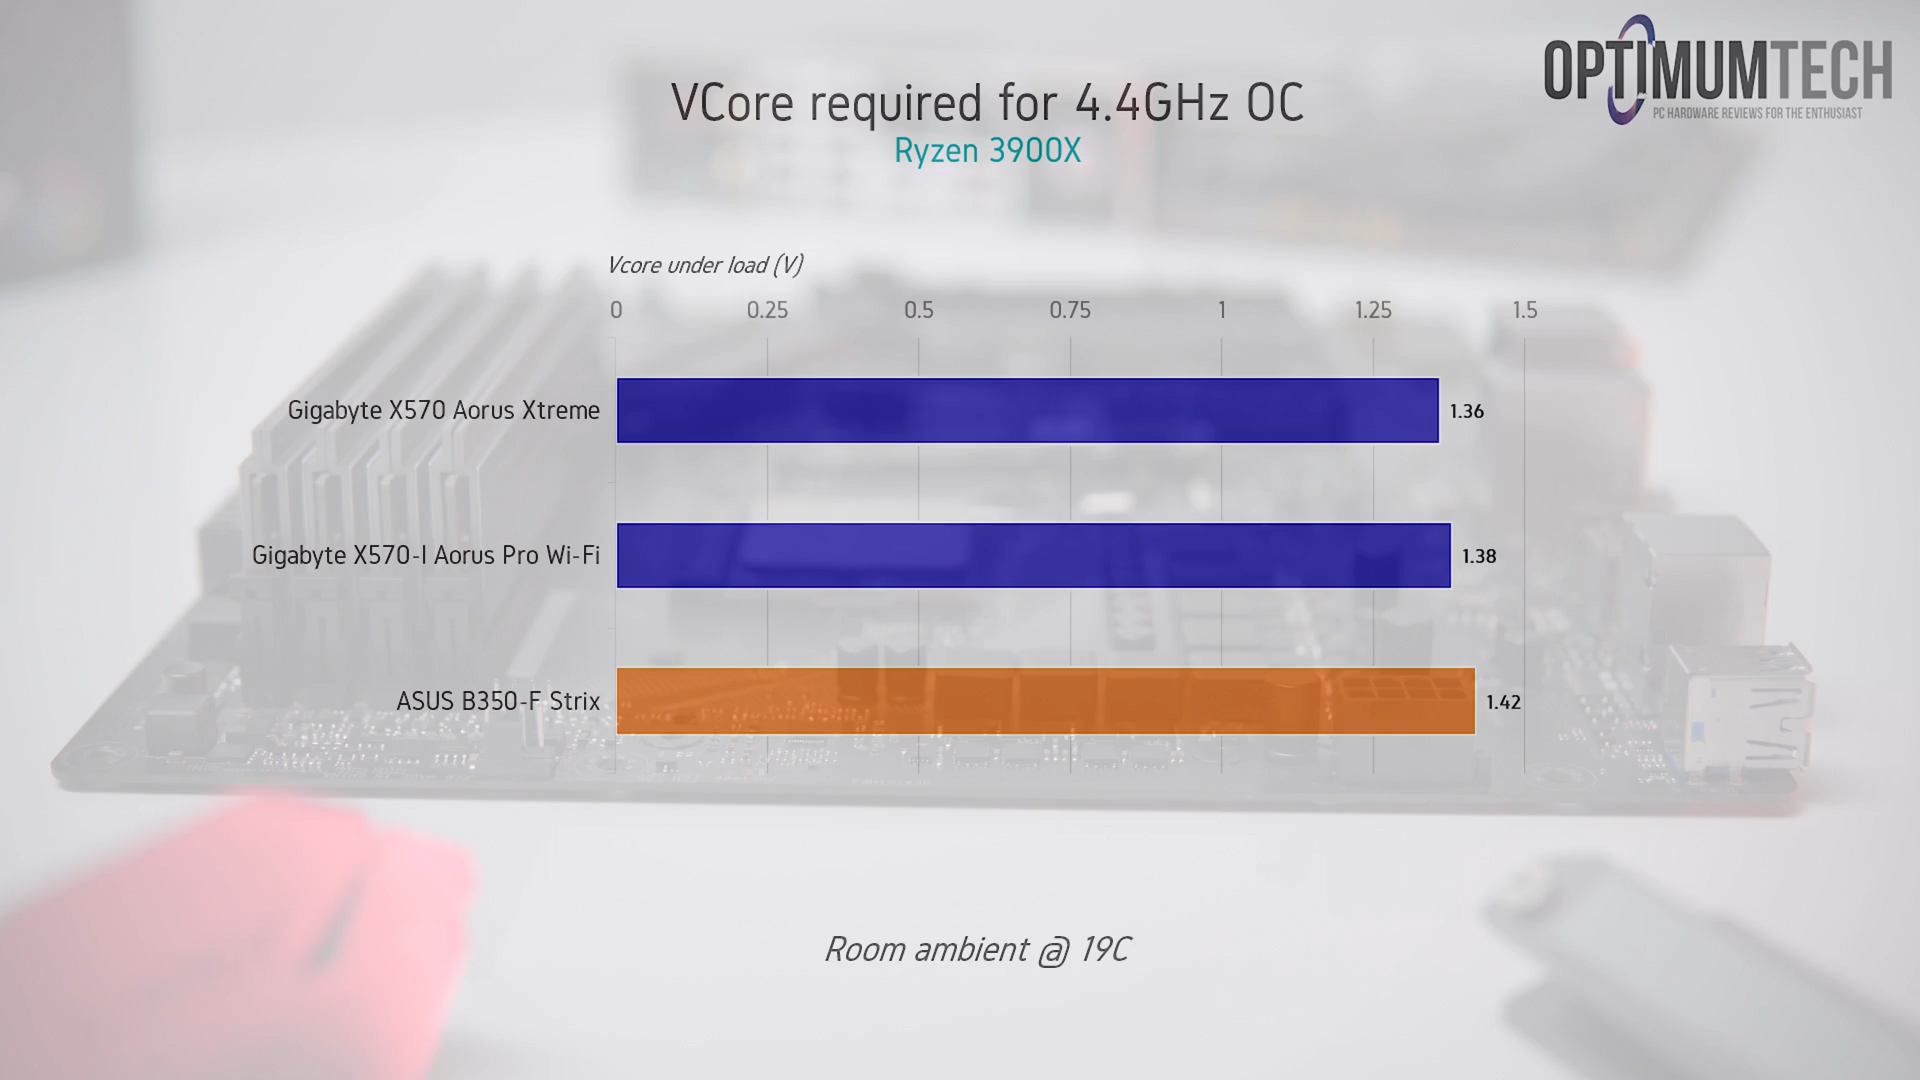 OPTIMUMTECH
PC HARDWARE REVIEWS FOR THE ENTHUSIAST
VCore required for 4.4GHz OC
Ryzen 3900X
Vcore under load (V)
0 0.25 0.5 0.75 1 1.25 1.5
Gigabyte X570 Aorus Xtreme 1.36
Gigabyte X570-I Aorus Pro Wi-Fi 1.38
ASUS B350-F Strix 1.42
Room ambient @ 19C